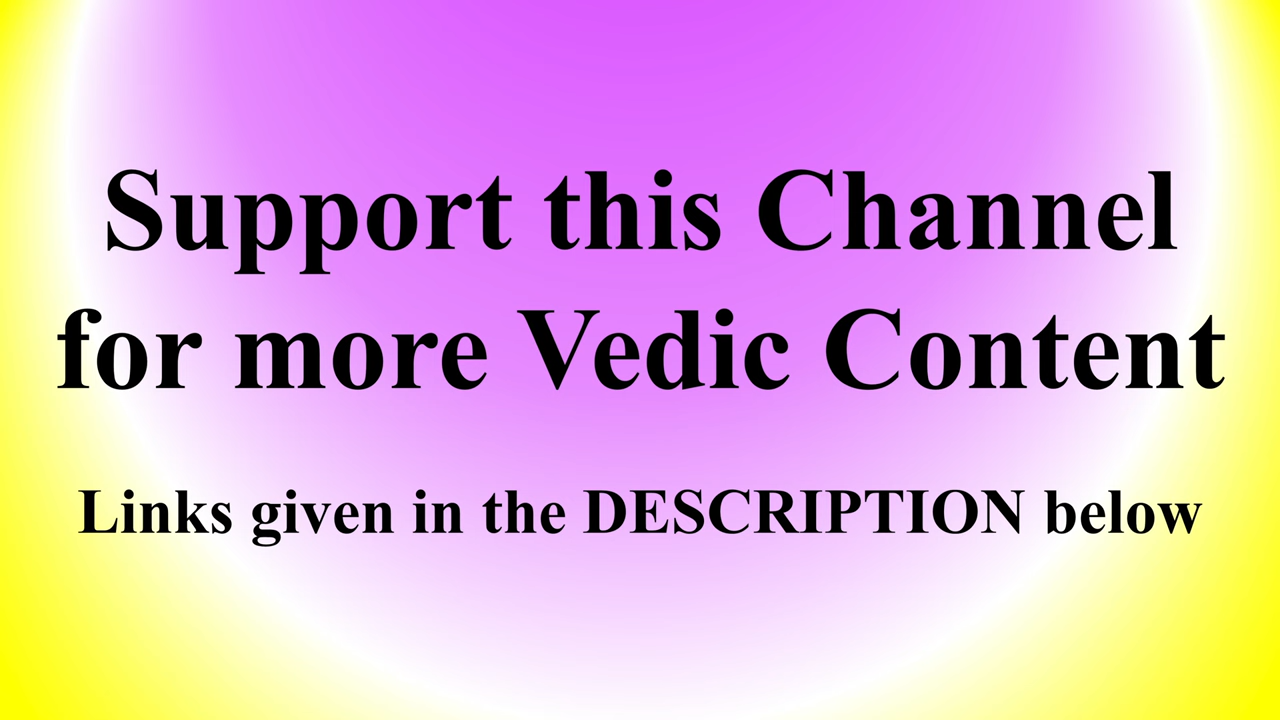 Support this Channel
for more Vedic Content
Links given in the DESCRIPTION below